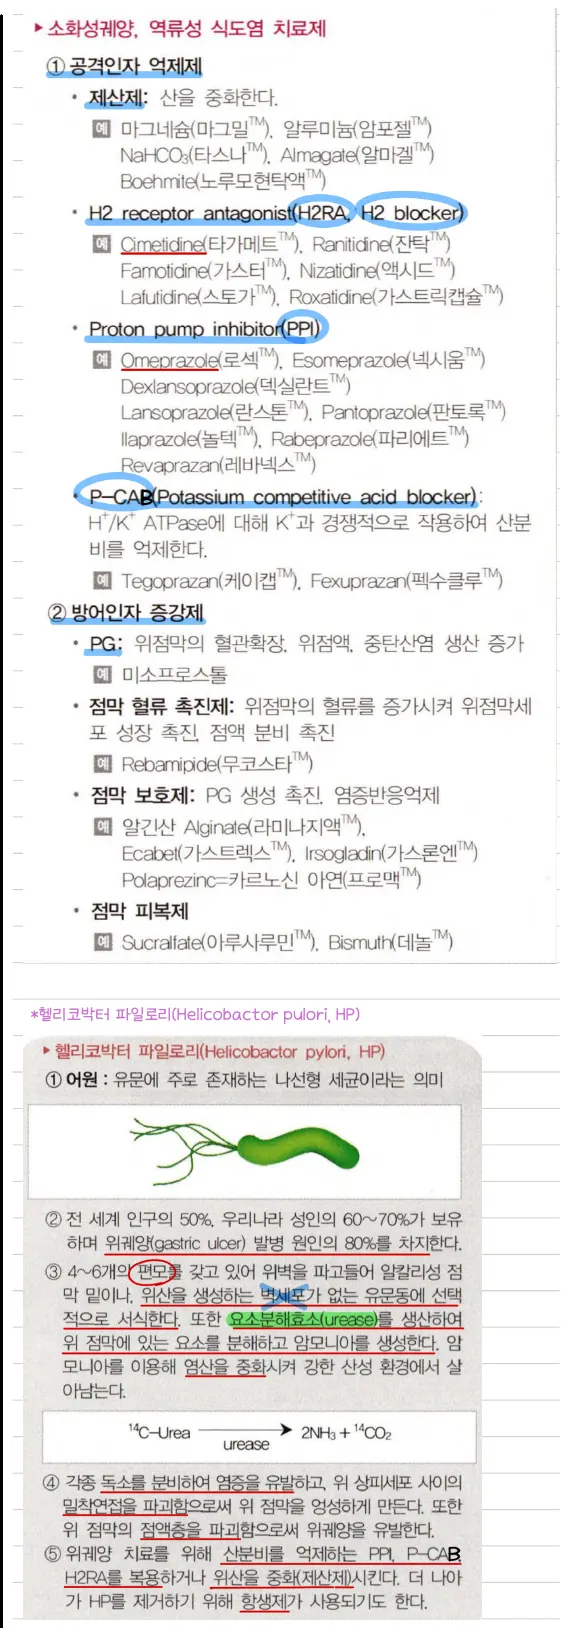 ▶소화성궤양, 역류성 식도염 치료제
① 공격인자 억제제
• 제산제: 산을 중화한다.
예 마그네슘(마그밀™), 알루미늄(암포젤™)
NaHCO₃(타스나™), Almagate(알마겔™)
Boehmite(노루모현탁액™)
• H2 receptor antagonist(H2RA, H2 blocker)
예 Cimetidine(타가메트™), Ranitidine(잔탁™)
Famotidine(가스터™), Nizatidine(액시드™)
Lafutidine(스토가™), Roxatidine(가스트릭캡슐™)
• Proton pump inhibitor(PPI)
예 Omeprazole(로섹™), Esomeprazole(넥시움™)
Dexlansoprazole(덱실란트™)
Lansoprazole(란스톤™), Pantoprazole(판토록™)
Ilaprazole(놀텍™), Rabeprazole(파리에트™)
Revaprazan(레바넥스™)
• P-CAB(Potassium competitive acid blocker):
H⁺/K⁺ ATPase에 대해 K⁺과 경쟁적으로 작용하여 산분
비를 억제한다.
예 Tegoprazan(케이캡™), Fexuprazan(펙수클루™)
② 방어인자 증강제
• PG: 위점막의 혈관확장, 위점액, 중탄산염 생산 증가
예 미소프로스톨
• 점막 혈류 촉진제: 위점막의 혈류를 증가시켜 위점막세
포 성장 촉진, 점액 분비 촉진
예 Rebamipide(무코스타™)
• 점막 보호제: PG 생성 촉진, 염증반응억제
예 알긴산 Alginate(라미나지액™),
Ecabet(가스트렉스™), Irsogladin(가스론엔™)
Polaprezinc=카르노신 아연(프로맥™)
• 점막 피복제
예 Sucralfate(아루사루민™), Bismuth(데놀™)
*헬리코박터 파일로리(Helicobactor pulori, HP)
▶헬리코박터 파일로리(Helicobactor pylori, HP)
① 어원 : 유문에 주로 존재하는 나선형 세균이라는 의미
② 전 세계 인구의 50%, 우리나라 성인의 60~70%가 보유
하며 위궤양(gastric ulcer) 발병 원인의 80%를 차지한다.
③ 4~6개의 편모를 갖고 있어 위벽을 파고들어 알칼리성 점
막 밑이나, 위산을 생성하는 벽세포가 없는 유문동에 선택
적으로 서식한다. 또한 요소분해효소(urease)를 생산하여
위 점막에 있는 요소를 분해하고 암모니아를 생성한다. 암
모니아를 이용해 염산을 중화시켜 강한 산성 환경에서 살
아남는다.
¹⁴C-Urea → 2NH₃ + ¹⁴CO₂
urease
④ 각종 독소를 분비하여 염증을 유발하고, 위 상피세포 사이의
밀착연접을 파괴함으로써 위 점막을 엉성하게 만든다. 또한
위 점막의 점액층을 파괴함으로써 위궤양을 유발한다.
⑤ 위궤양 치료를 위해 산분비를 억제하는 PPI, P-CAB,
H2RA를 복용하거나 위산을 중화(제산제)시킨다. 더 나아
가 HP를 제거하기 위해 항생제가 사용되기도 한다.